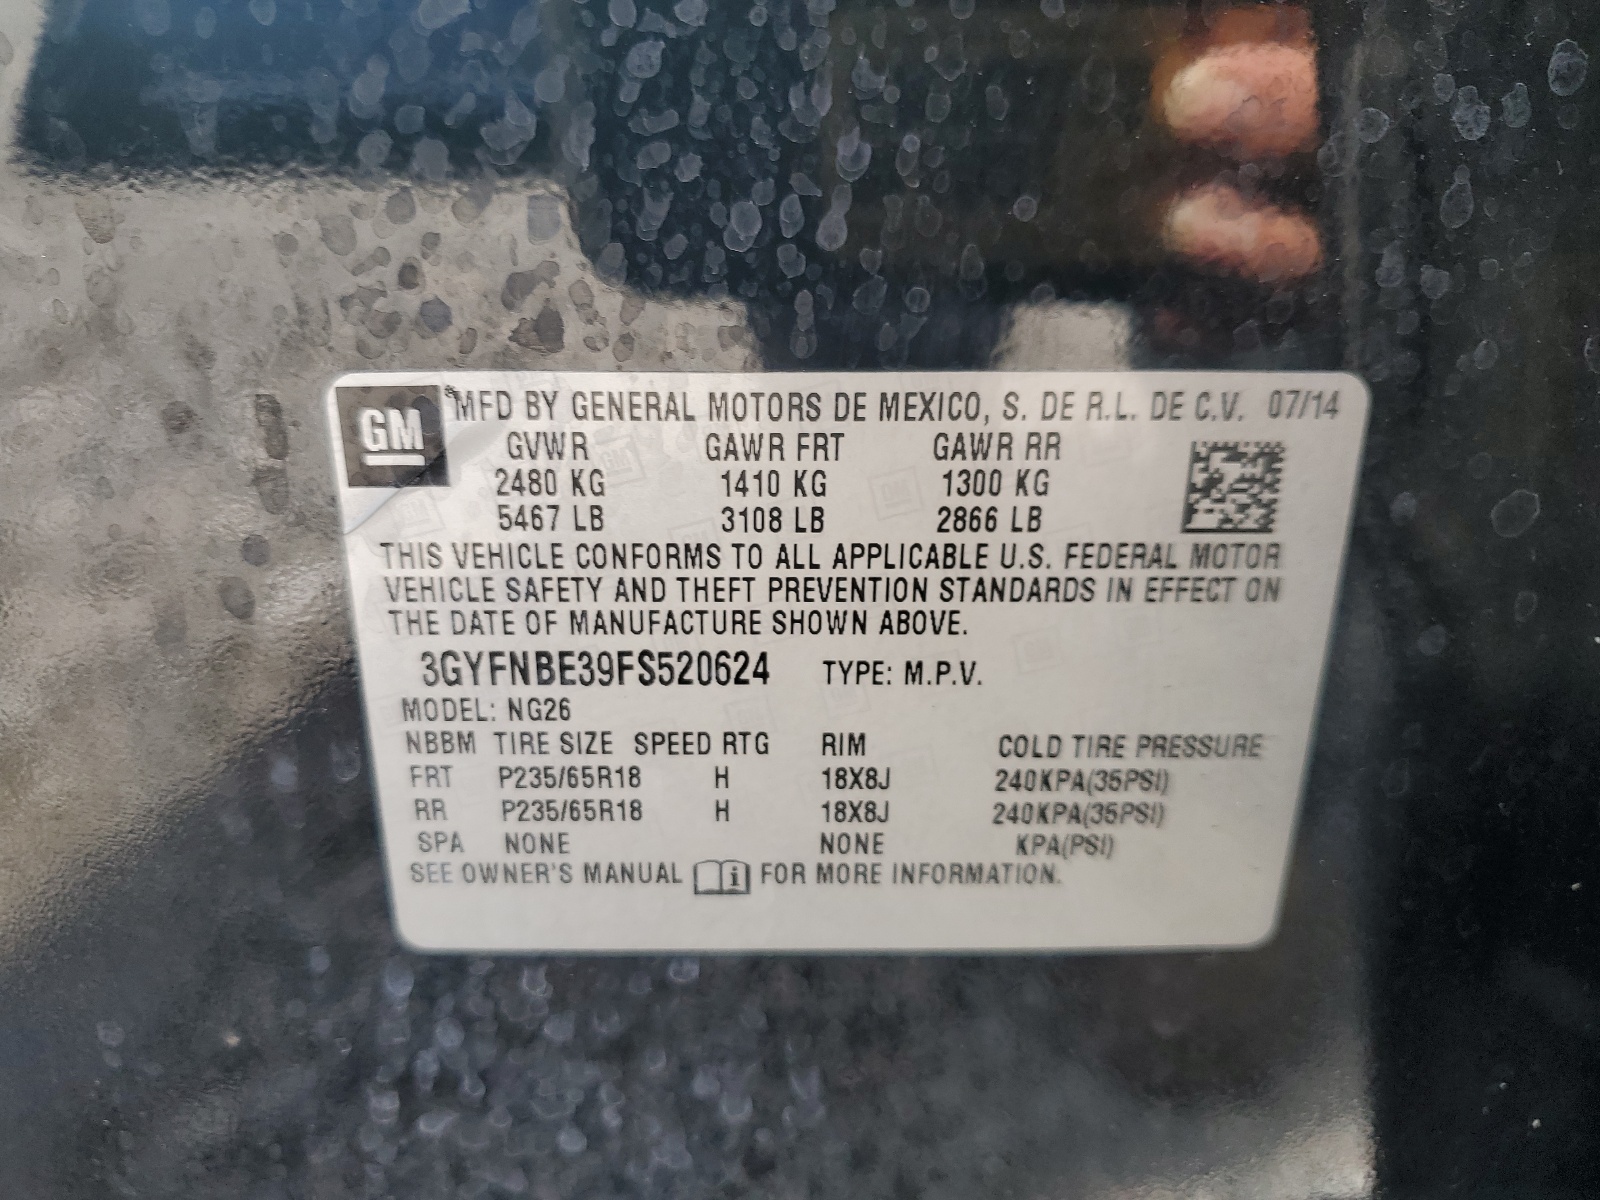 GM MFD BY GENERAL MOTORS DE MEXICO, S. DE R.L. DE C.V. 07/14
GVWR GAWR FRT GAWR RR
2480 KG 1410 KG 1300 KG
5467 LB 3108 LB 2866 LB
THIS VEHICLE CONFORMS TO ALL APPLICABLE U.S. FEDERAL MOTOR
VEHICLE SAFETY AND THEFT PREVENTION STANDARDS IN EFFECT ON
THE DATE OF MANUFACTURE SHOWN ABOVE.
3GYFNBE39FS520624 TYPE: M.P.V.
MODEL: NG26
NBBM TIRE SIZE SPEED RTG RIM COLD TIRE PRESSURE
FRT P235/65R18 H 18X8J 240KPA(35PSI)
RR P235/65R18 H 18X8J 240KPA(35PSI)
SPA NONE NONE KPA(PSI)
SEE OWNER'S MANUAL i FOR MORE INFORMATION.